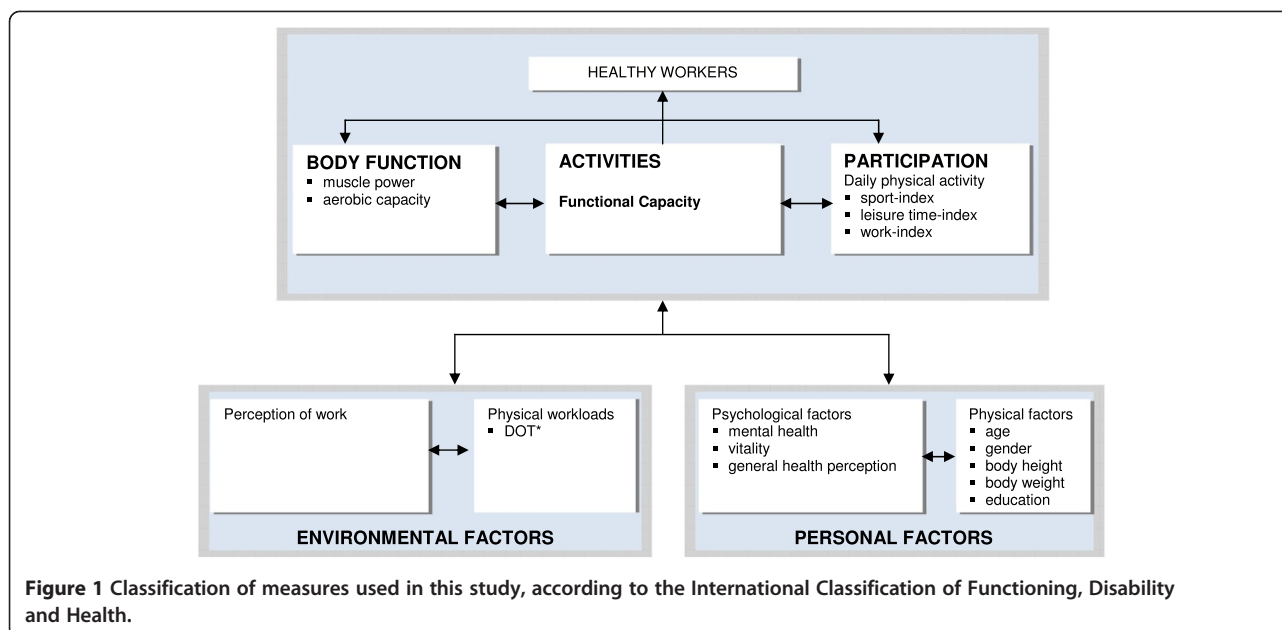 HEALTHY WORKERS
BODY FUNCTION
▪ muscle power
▪ aerobic capacity
ACTIVITIES
Functional Capacity
PARTICIPATION
Daily physical activity
▪ sport-index
▪ leisure time-index
▪ work-index
Perception of work
Physical workloads
▪ DOT*
ENVIRONMENTAL FACTORS
Psychological factors
▪ mental health
▪ vitality
▪ general health perception
Physical factors
▪ age
▪ gender
▪ body height
▪ body weight
▪ education
PERSONAL FACTORS
Figure 1 Classification of measures used in this study, according to the International Classification of Functioning, Disability
and Health.